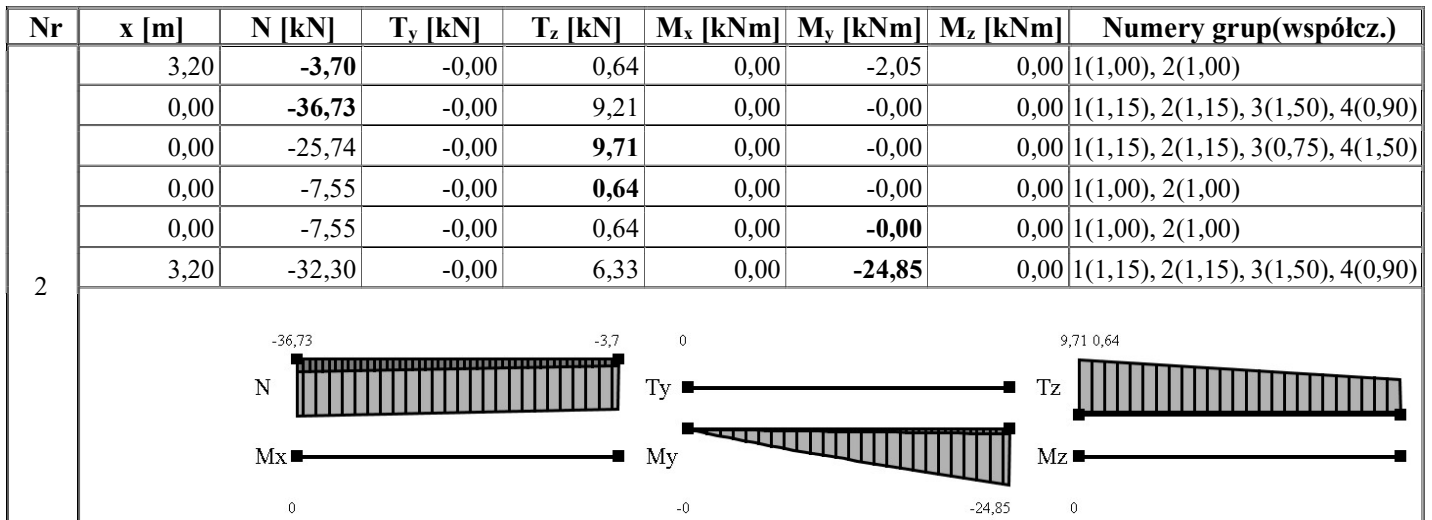 Nr x [m] N [kN] Ty [kN] Tz [kN] Mx [kNm] My [kNm] Mz [kNm] Numery grup(współcz.)
3,20 -3,70 -0,00 0,64 0,00 -2,05 0,00 1(1,00), 2(1,00)
0,00 -36,73 -0,00 9,21 0,00 -0,00 0,00 1(1,15), 2(1,15), 3(1,50), 4(0,90)
0,00 -25,74 -0,00 9,71 0,00 -0,00 0,00 1(1,15), 2(1,15), 3(0,75), 4(1,50)
0,00 -7,55 -0,00 0,64 0,00 -0,00 0,00 1(1,00), 2(1,00)
0,00 -7,55 -0,00 0,64 0,00 -0,00 0,00 1(1,00), 2(1,00)
2 3,20 -32,30 -0,00 6,33 0,00 -24,85 0,00 1(1,15), 2(1,15), 3(1,50), 4(0,90)
-36,73 -3,7 0 9,71 0,64
N Ty Tz
Mx My Mz
0 -0 -24,85 0